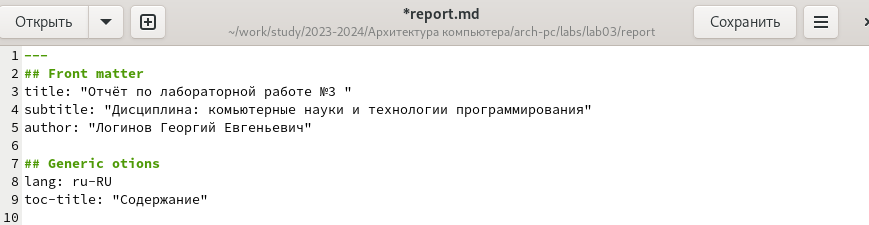 Открыть
*report.md
~/work/study/2023-2024/Архитектура компьютера/arch-pc/labs/lab03/report
Сохранить
1 ---
2 ## Front matter
3 title: "Отчёт по лабораторной работе №3 "
4 subtitle: "Дисциплина: комьютерные науки и технологии программирования"
5 author: "Логинов Георгий Евгеньевич"
6
7 ## Generic otions
8 lang: ru-RU
9 toc-title: "Содержание"
10